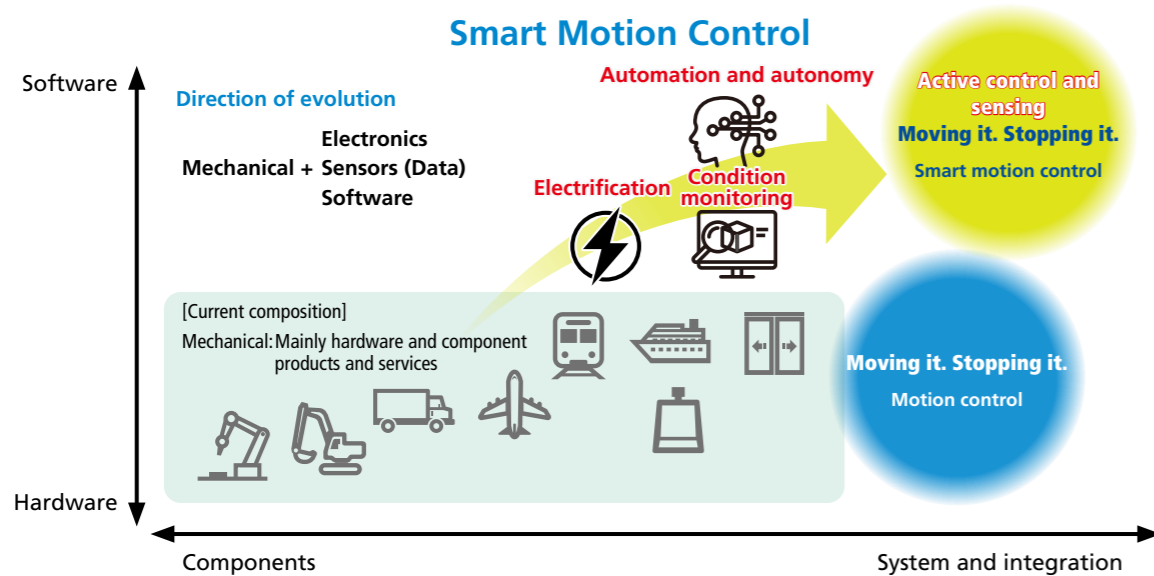 Smart Motion Control
Software
Direction of evolution
Electronics
Mechanical + Sensors (Data)
Software
Automation and autonomy
Electrification
Condition
monitoring
Active control and
sensing
Moving it. Stopping it.
Smart motion control
[Current composition]
Mechanical: Mainly hardware and component
products and services
Moving it. Stopping it.
Motion control
Hardware
Components
System and integration